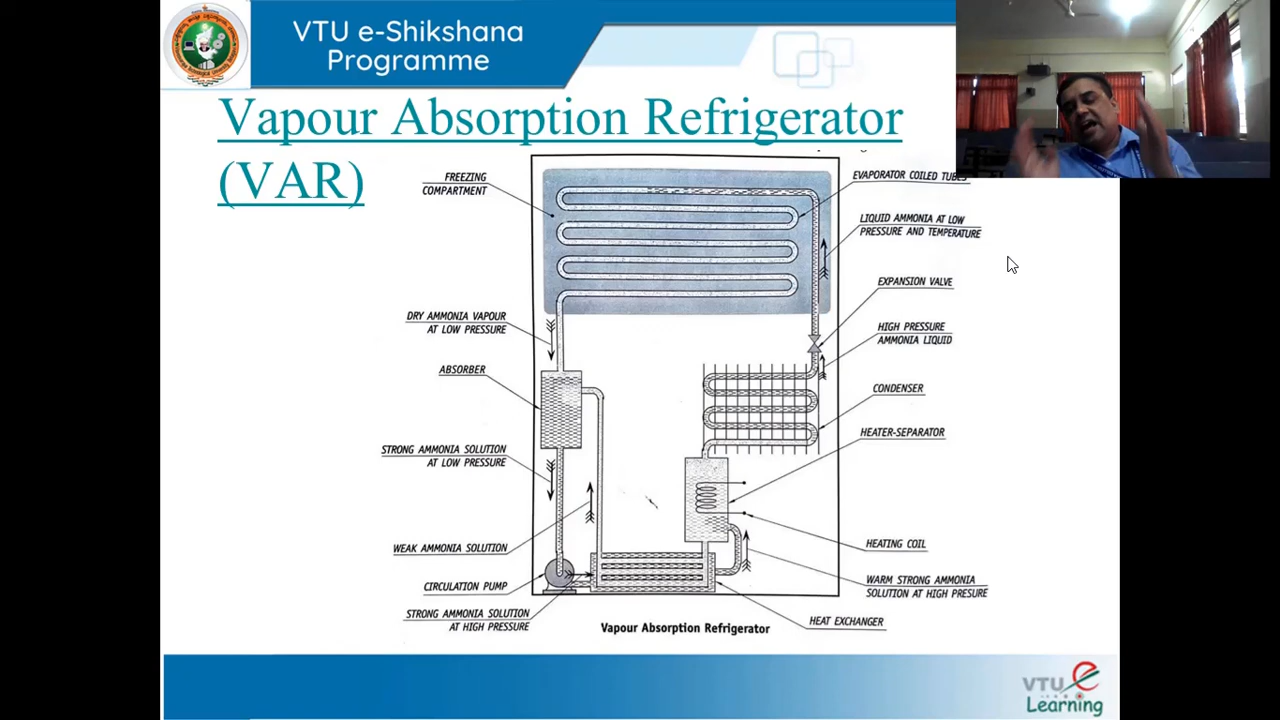 VTU e-Shikshana
Programme
Vapour Absorption Refrigerator
(VAR)
FREEZING
COMPARTMENT
EVAPORATOR COILED TUBES
LIQUID AMMONIA AT LOW
PRESSURE AND TEMPERATURE
EXPANSION VALVE
DRY AMMONIA VAPOUR
AT LOW PRESSURE
HIGH PRESSURE
AMMONIA LIQUID
ABSORBER
CONDENSER
HEATER-SEPARATOR
STRONG AMMONIA SOLUTION
AT LOW PRESSURE
WEAK AMMONIA SOLUTION
HEATING COIL
CIRCULATION PUMP
WARM STRONG AMMONIA
SOLUTION AT HIGH PRESURE
STRONG AMMONIA SOLUTION
AT HIGH PRESSURE
HEAT EXCHANGER
Vapour Absorption Refrigerator
VTU e
Learning